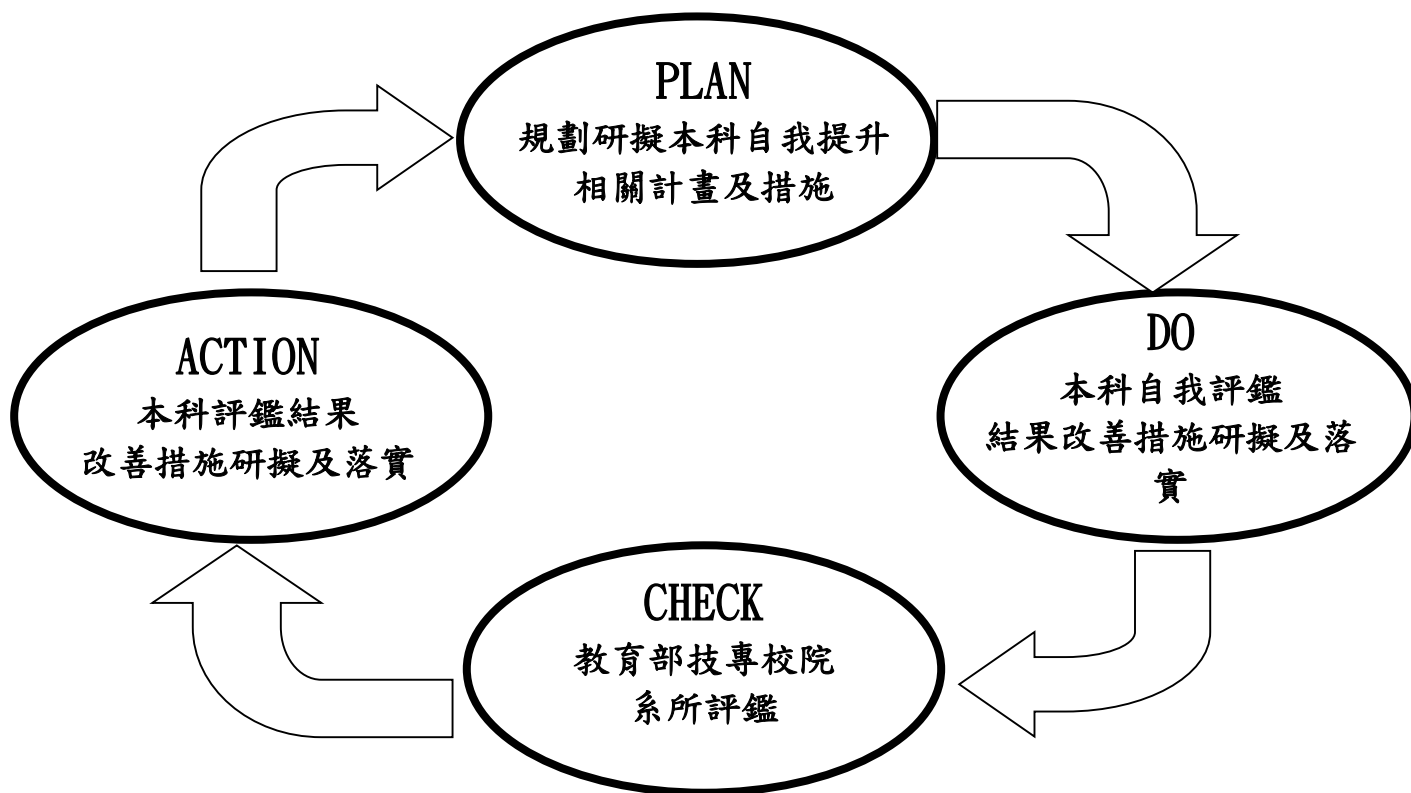 PLAN
規劃研擬本科自我提升
相關計畫及措施
DO
本科自我評鑑
結果改善措施研擬及落
實
CHECK
教育部技專校院
系所評鑑
ACTION
本科評鑑結果
改善措施研擬及落實